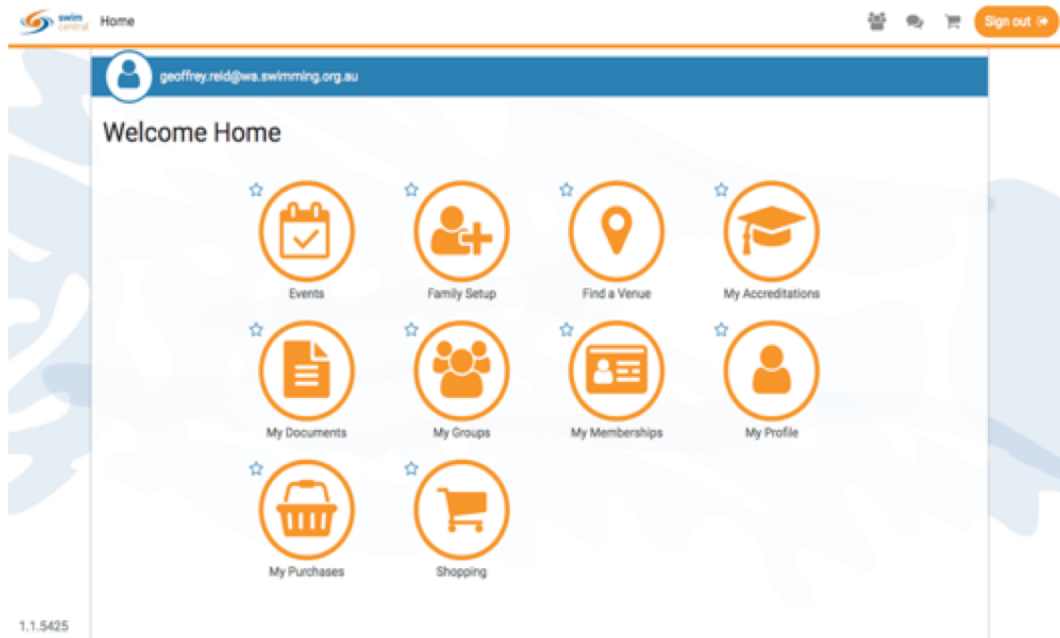 swim
central
Home
Sign out
geoffrey.reid@wa.swimming.org.au
Welcome Home
Events
Family Setup
Find a Venue
My Accreditations
My Documents
My Groups
My Memberships
My Profile
My Purchases
Shopping
1.1.5425